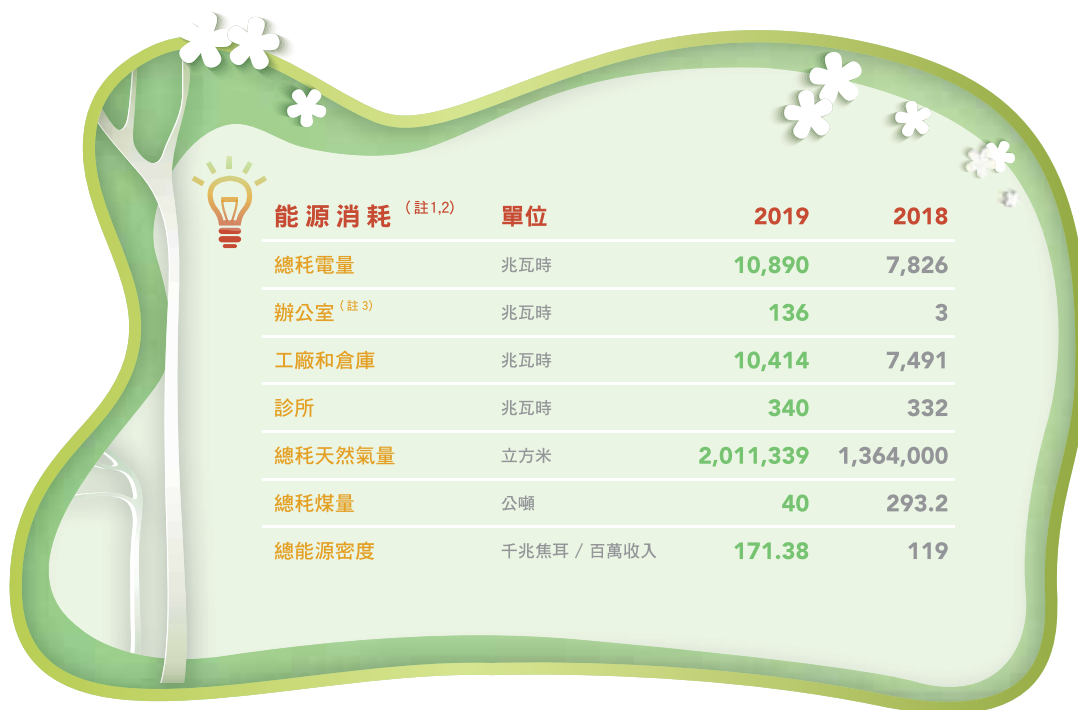 能源消耗（註1,2） 單位 2019 2018
總耗電量 兆瓦時 10,890 7,826
辦公室（註 3） 兆瓦時 136 3
工廠和倉庫 兆瓦時 10,414 7,491
診所 兆瓦時 340 332
總耗天然氣量 立方米 2,011,339 1,364,000
總耗煤量 公噸 40 293.2
總能源密度 千兆焦耳 / 百萬收入 171.38 119